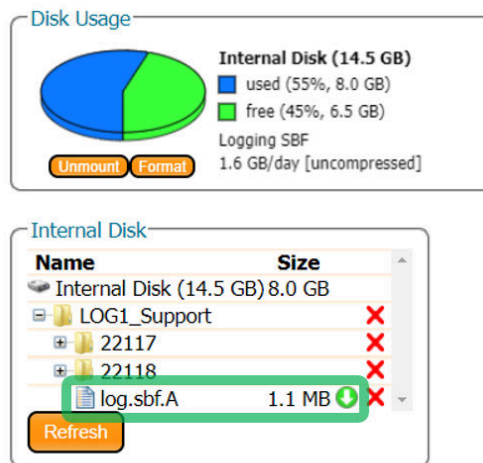 Disk Usage
Internal Disk (14.5 GB)
used (55%, 8.0 GB)
free (45%, 6.5 GB)
Logging SBF
Unmount Format 1.6 GB/day [uncompressed]
Internal Disk
Name Size
Internal Disk (14.5 GB) 8.0 GB
LOG1_Support
22117
22118
log.sbf.A 1.1 MB
Refresh